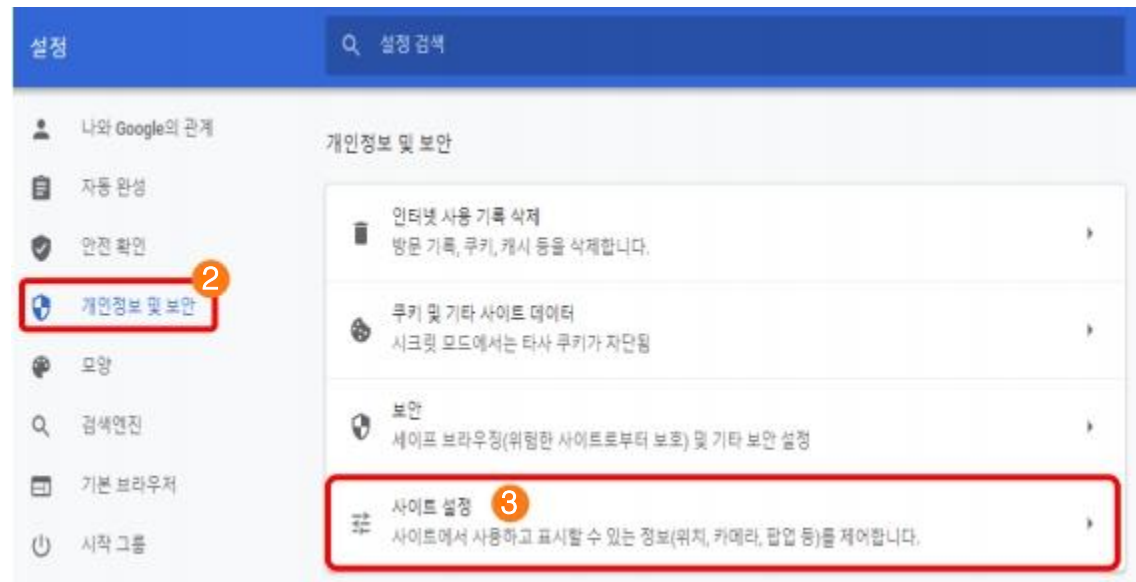 설정
설정 검색
나와 Google의 관계
자동 완성
안전 확인
2
개인정보 및 보안
모양
검색엔진
기본 브라우저
시작 그룹
개인정보 및 보안
인터넷 사용 기록 삭제
방문 기록, 쿠키, 캐시 등을 삭제합니다.
쿠키 및 기타 사이트 데이터
시크릿 모드에서는 타사 쿠키가 차단됨
보안
세이프 브라우징(위험한 사이트로부터 보호) 및 기타 보안 설정
사이트 설정 3
사이트에서 사용하고 표시할 수 있는 정보(위치, 카메라, 팝업 등)를 제어합니다.